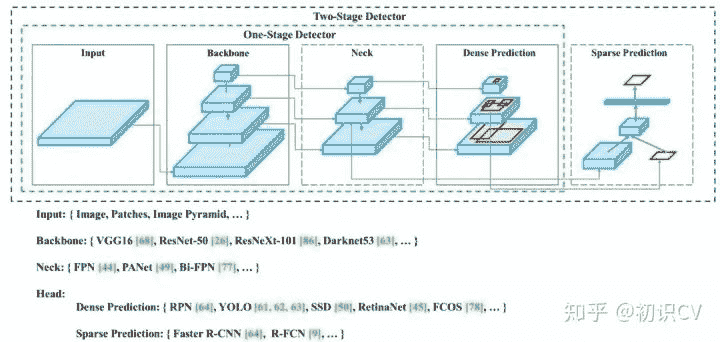 Two-Stage Detector
One-Stage Detector
Input
Backbone
Neck
Dense Prediction
Sparse Prediction
Input: { Image, Patches, Image Pyramid, … }
Backbone: { VGG16 [68], ResNet-50 [26], ResNeXt-101 [86], Darknet53 [63], … }
Neck: { FPN [44], PANet [49], Bi-FPN [77], … }
Head:
Dense Prediction: { RPN [64], YOLO [61, 62, 63], SSD [50], RetinaNet [45], FCOS [78], … }
Sparse Prediction: { Faster R-CNN [64], R-FCN [9], … }
知乎 @初识CV